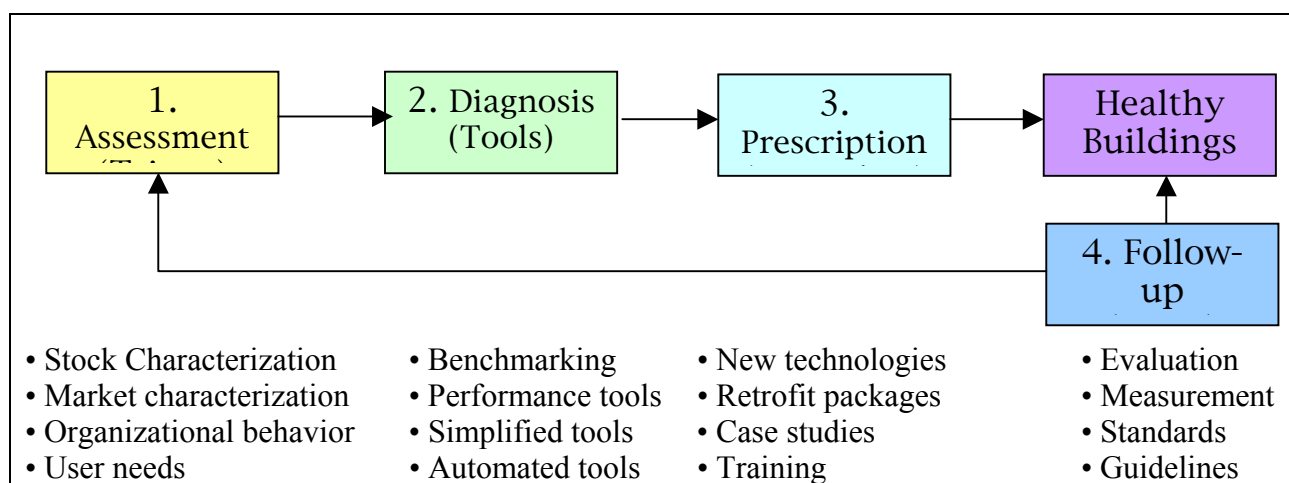 1.
Assessment
2. Diagnosis
(Tools)
3.
Prescription
Healthy
Buildings
4. Follow-
up
• Stock Characterization
• Market characterization
• Organizational behavior
• User needs
• Benchmarking
• Performance tools
• Simplified tools
• Automated tools
• New technologies
• Retrofit packages
• Case studies
• Training
• Evaluation
• Measurement
• Standards
• Guidelines